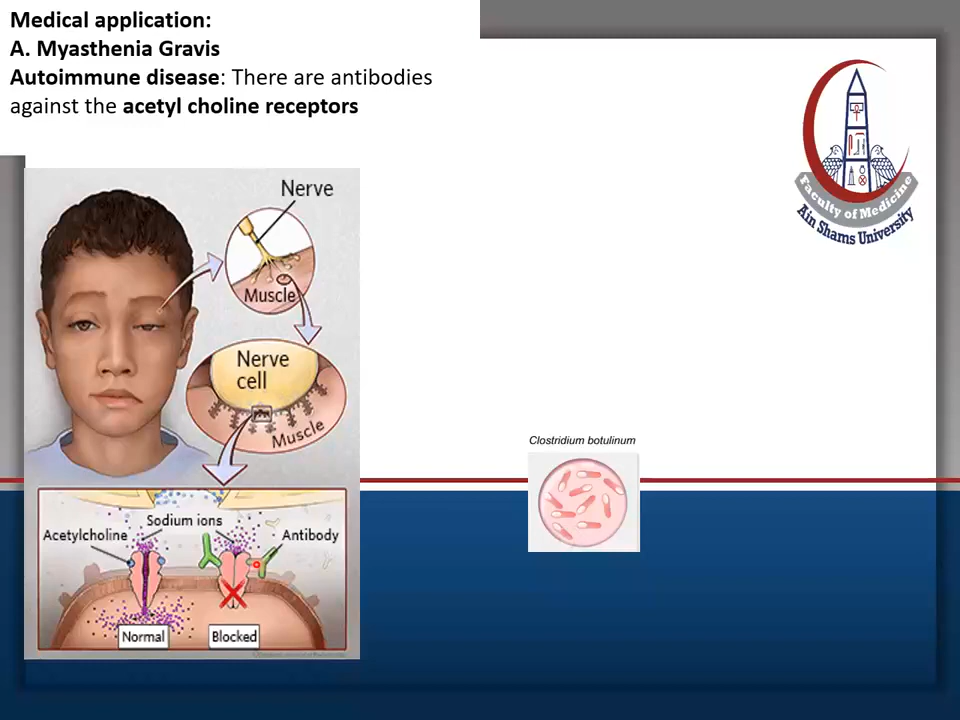 Medical application:
A. Myasthenia Gravis
Autoimmune disease: There are antibodies
against the acetyl choline receptors
Faculty of Medicine
Ain Shams University
Nerve
Muscle
Nerve
cell
Muscle
Clostridium botulinum
Sodium ions
Acetylcholine
Antibody
Normal
Blocked